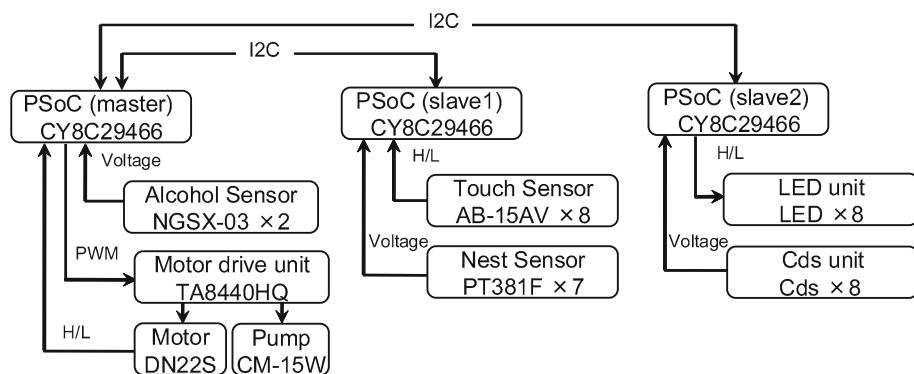 I2C
I2C
PSoC (master)
CY8C29466
Voltage
Alcohol Sensor
NGSX-03 ×2
PWM
Motor drive unit
TA8440HQ
H/L
Motor
DN22S
Pump
CM-15W
PSoC (slave1)
CY8C29466
H/L
Touch Sensor
AB-15AV ×8
Voltage
Nest Sensor
PT381F ×7
PSoC (slave2)
CY8C29466
H/L
LED unit
LED ×8
Voltage
Cds unit
Cds ×8